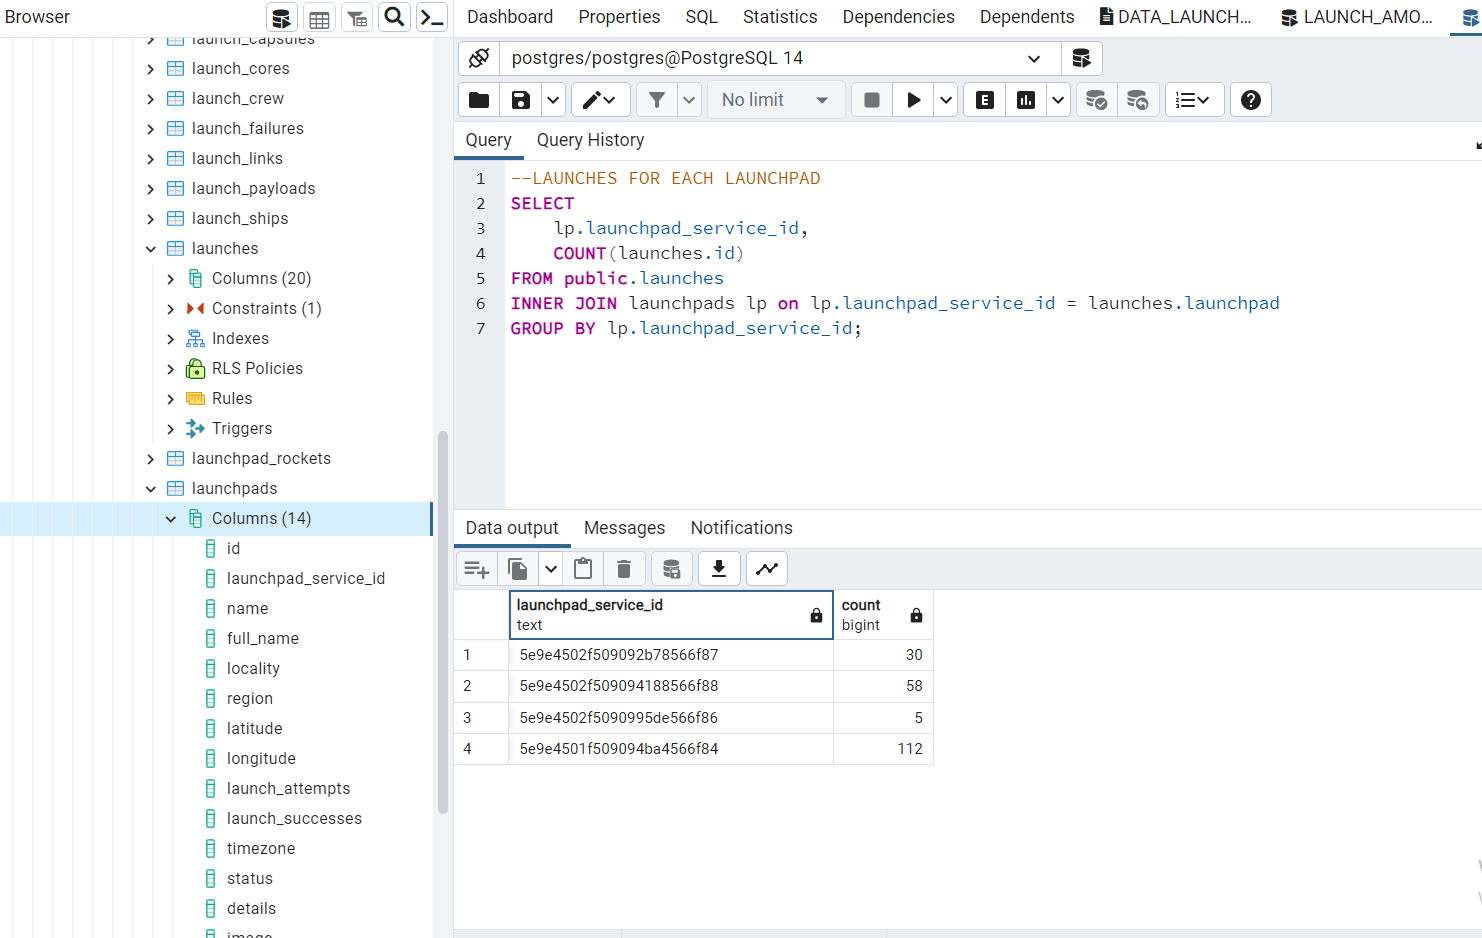 Browser
Dashboard Properties SQL Statistics Dependencies Dependents DATA_LAUNCH... LAUNCH_AMO...
launch_capsules
launch_cores
launch_crew
launch_failures
launch_links
launch_payloads
launch_ships
launches
Columns (20)
Constraints (1)
Indexes
RLS Policies
Rules
Triggers
launchpad_rockets
launchpads
Columns (14)
id
launchpad_service_id
name
full_name
locality
region
latitude
longitude
launch_attempts
launch_successes
timezone
status
details
image
postgres/postgres@PostgreSQL 14
No limit
E
Query Query History
1 --LAUNCHES FOR EACH LAUNCHPAD
2 SELECT
3 lp.launchpad_service_id,
4 COUNT(launches.id)
5 FROM public.launches
6 INNER JOIN launchpads lp on lp.launchpad_service_id = launches.launchpad
7 GROUP BY lp.launchpad_service_id;
Data output Messages Notifications
launchpad_service_id count
text bigint
1 5e9e4502f509092b78566f87 30
2 5e9e4502f509094188566f88 58
3 5e9e4502f5090995de566f86 5
4 5e9e4501f509094ba4566f84 112